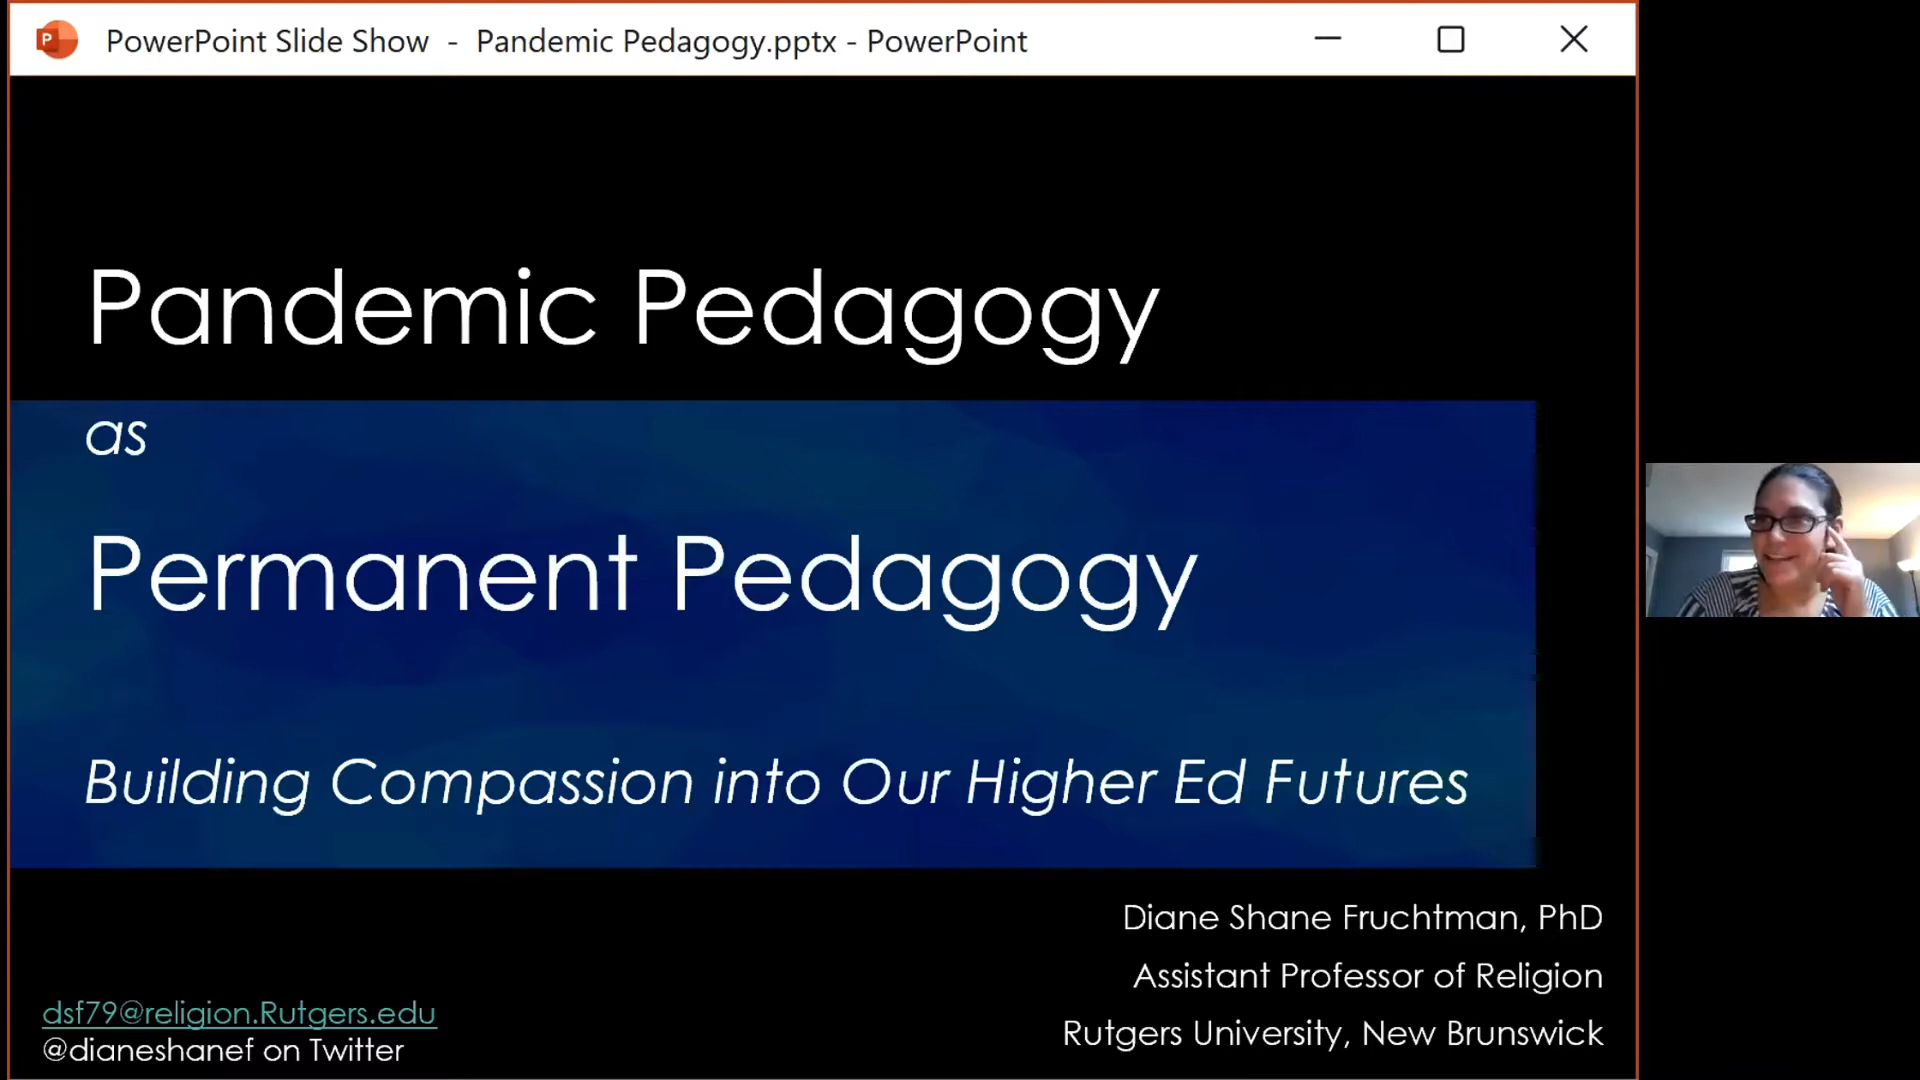 PowerPoint Slide Show - Pandemic Pedagogy.pptx - PowerPoint
Pandemic Pedagogy
as
Permanent Pedagogy
Building Compassion into Our Higher Ed Futures
Diane Shane Fruchtman, PhD
Assistant Professor of Religion
Rutgers University, New Brunswick
dsf79@religion.Rutgers.edu
@dianeshanef on Twitter